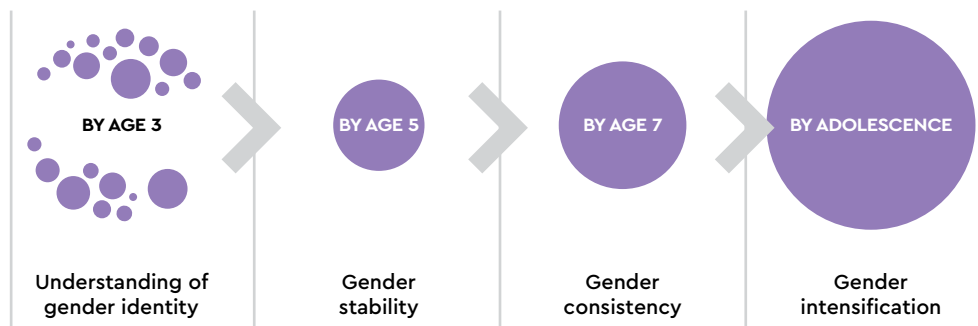 BY AGE 3
BY AGE 5
BY AGE 7
BY ADOLESCENCE
Understanding of
gender identity
Gender
stability
Gender
consistency
Gender
intensification